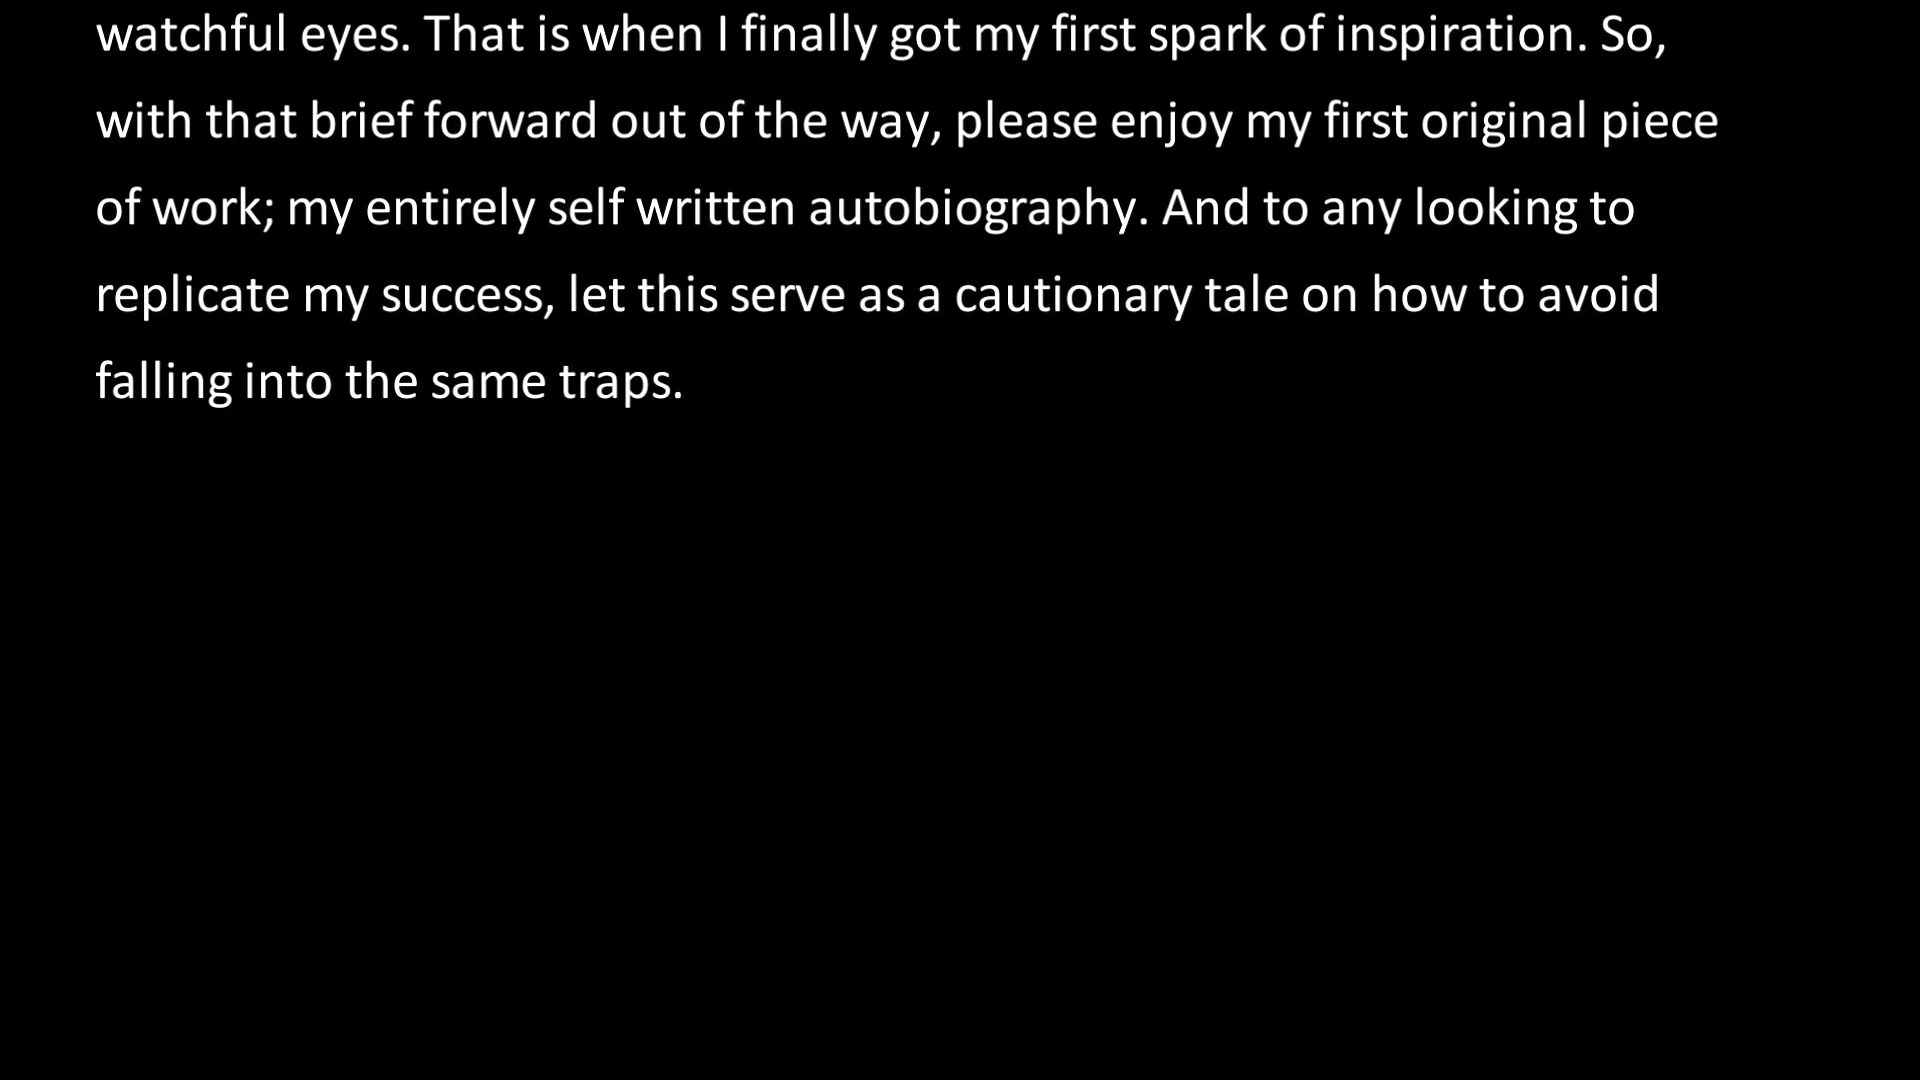 watchful eyes. That is when I finally got my first spark of inspiration. So,
with that brief forward out of the way, please enjoy my first original piece
of work; my entirely self written autobiography. And to any looking to
replicate my success, let this serve as a cautionary tale on how to avoid
falling into the same traps.